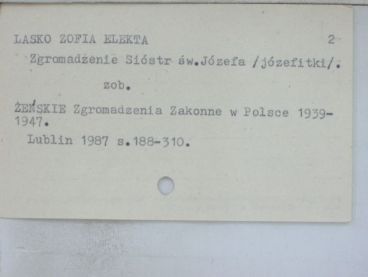 LASKO ZOFIA ELEKTA 2-
Zgromadzenie Sióstr św.Józefa /józefitki/.
zob.
ŻEŃSKIE Zgromadzenia Zakonne w Polsce 1939-
1947.
Lublin 1987 s.188-310.